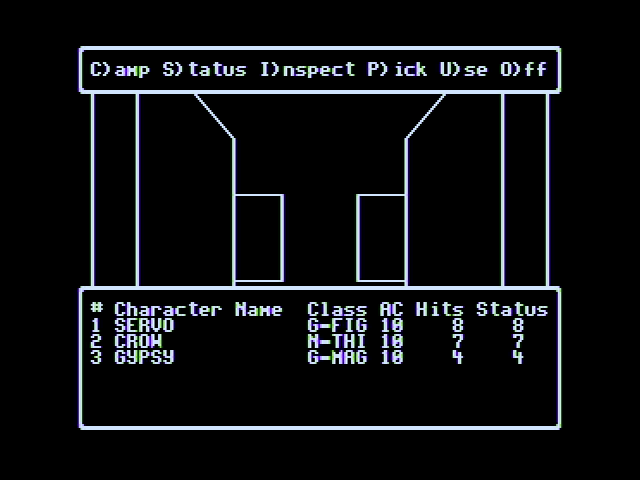 C)amp S)tatus I)nspect P)ick U)se O)ff
# Character Name Class AC Hits Status
1 SERVO G-FIG 10 8 8
2 CROW N-THI 10 7 7
3 GYPSY G-MAG 10 4 4